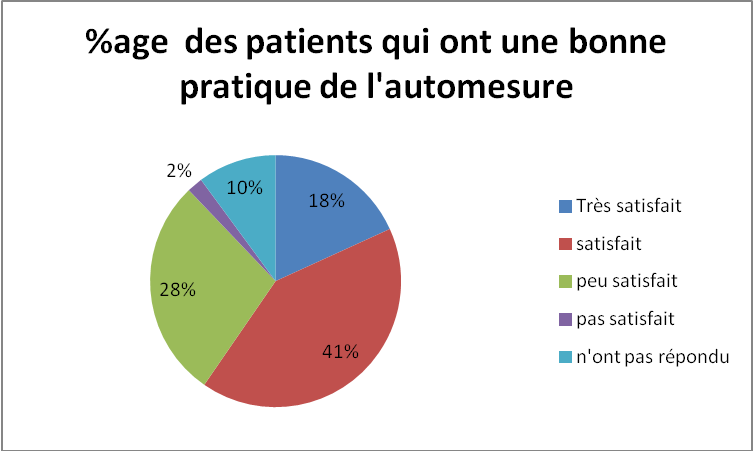 %age  des patients qui ont une bonne
pratique de l'automesure
2%
10%
18%
28%
41%
Très satisfait
satisfait
peu satisfait
pas satisfait
n'ont pas répondu